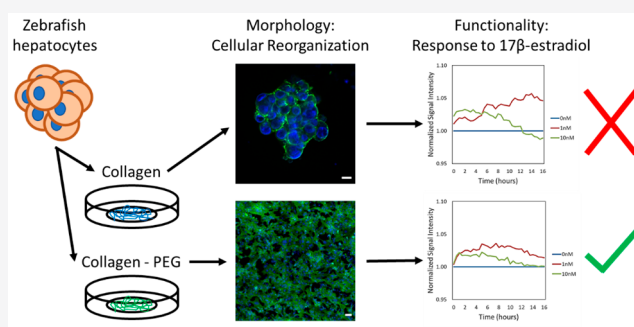 Zebrafish
hepatocytes
Morphology:
Cellular Reorganization
Functionality:
Response to 17β-estradiol
Collagen
Normalized Signal Intensity
1.10
1.05
1.00
0.95
0 2 4 6 8 10 12 14 16
Time (hours)
0nM
1nM
10nM
Collagen - PEG
Normalized Signal Intensity
1.10
1.05
1.00
0.95
0 2 4 6 8 10 12 14 16
Time (hours)
0nM
1nM
10nM